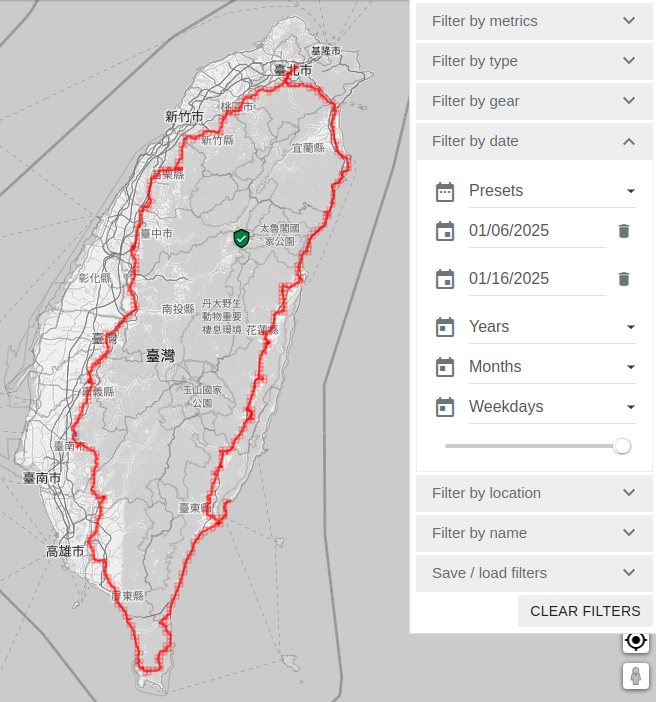 基隆市
臺北市
桃園市
新竹市
新竹縣
宜蘭縣
苗栗縣
臺中市
太魯閣國
家公園
彰化縣
南投縣
丹大野生
動物重要
棲息環境
花蓮縣
臺灣
臺灣
玉山國家
公園
嘉義縣
臺南市
臺南市
臺東縣
高雄市
屏東縣
Filter by metrics
Filter by type
Filter by gear
Filter by date
Presets
01/06/2025
01/16/2025
Years
Months
Weekdays
Filter by location
Filter by name
Save / load filters
CLEAR FILTERS